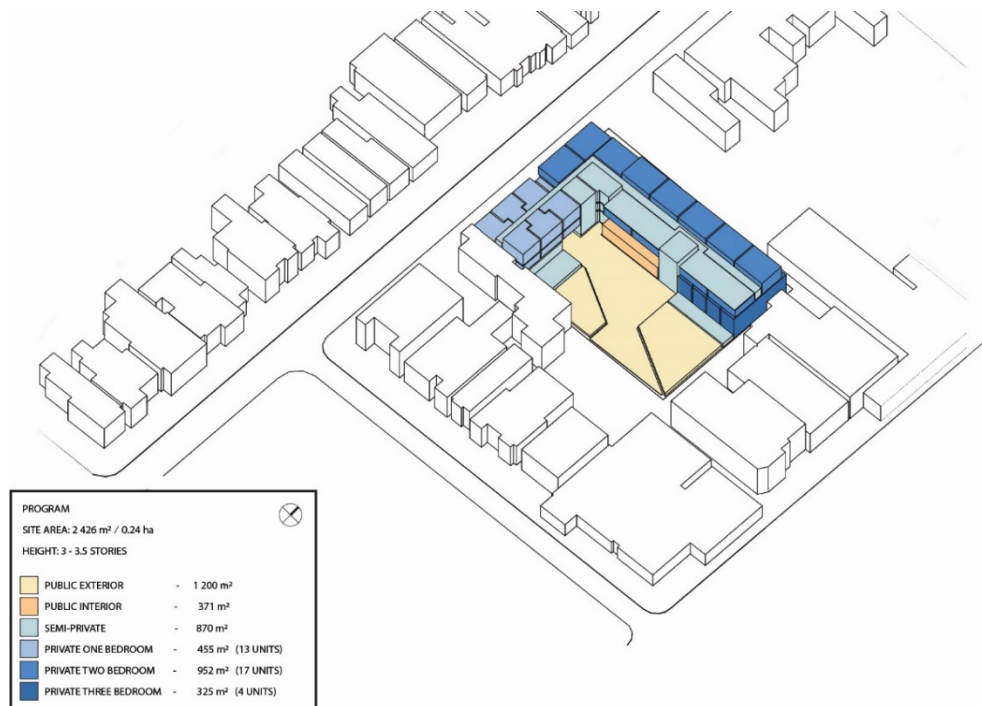 PROGRAM
SITE AREA: 2 426 m² / 0.24 ha
HEIGHT: 3 - 3.5 STORIES
PUBLIC EXTERIOR - 1 200 m²
PUBLIC INTERIOR - 371 m²
SEMI-PRIVATE - 870 m²
PRIVATE ONE BEDROOM - 455 m² (13 UNITS)
PRIVATE TWO BEDROOM - 952 m² (17 UNITS)
PRIVATE THREE BEDROOM - 325 m² (4 UNITS)